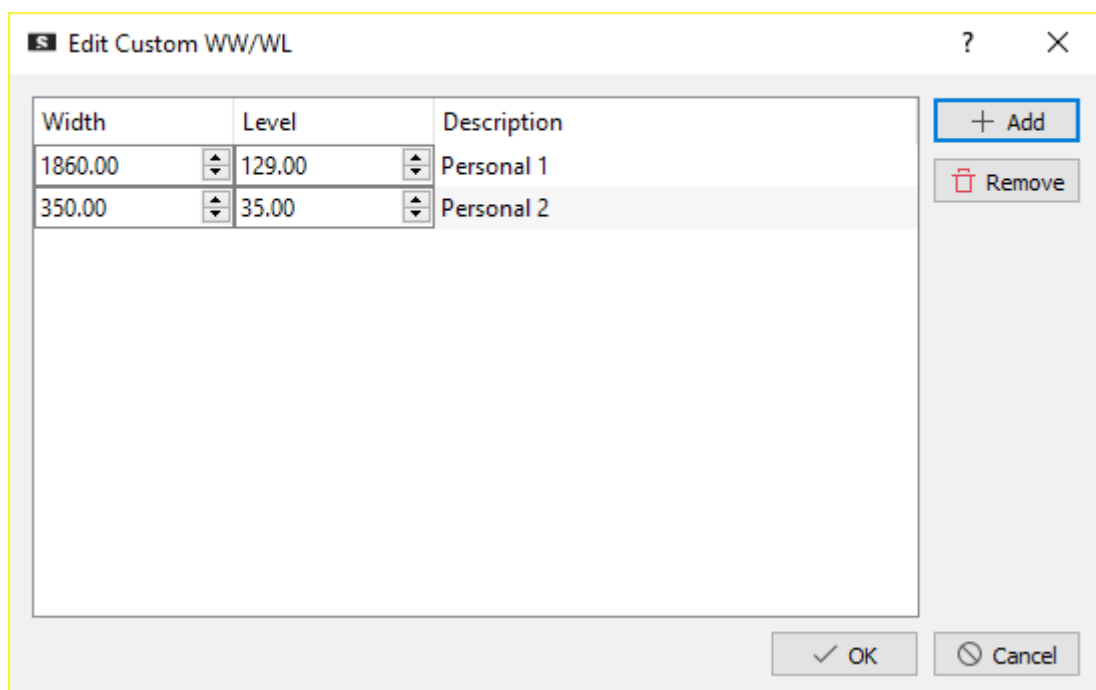 S Edit Custom WW/WL ?
Width Level Description
1860.00 129.00 Personal 1
350.00 35.00 Personal 2
Add
Remove
OK Cancel